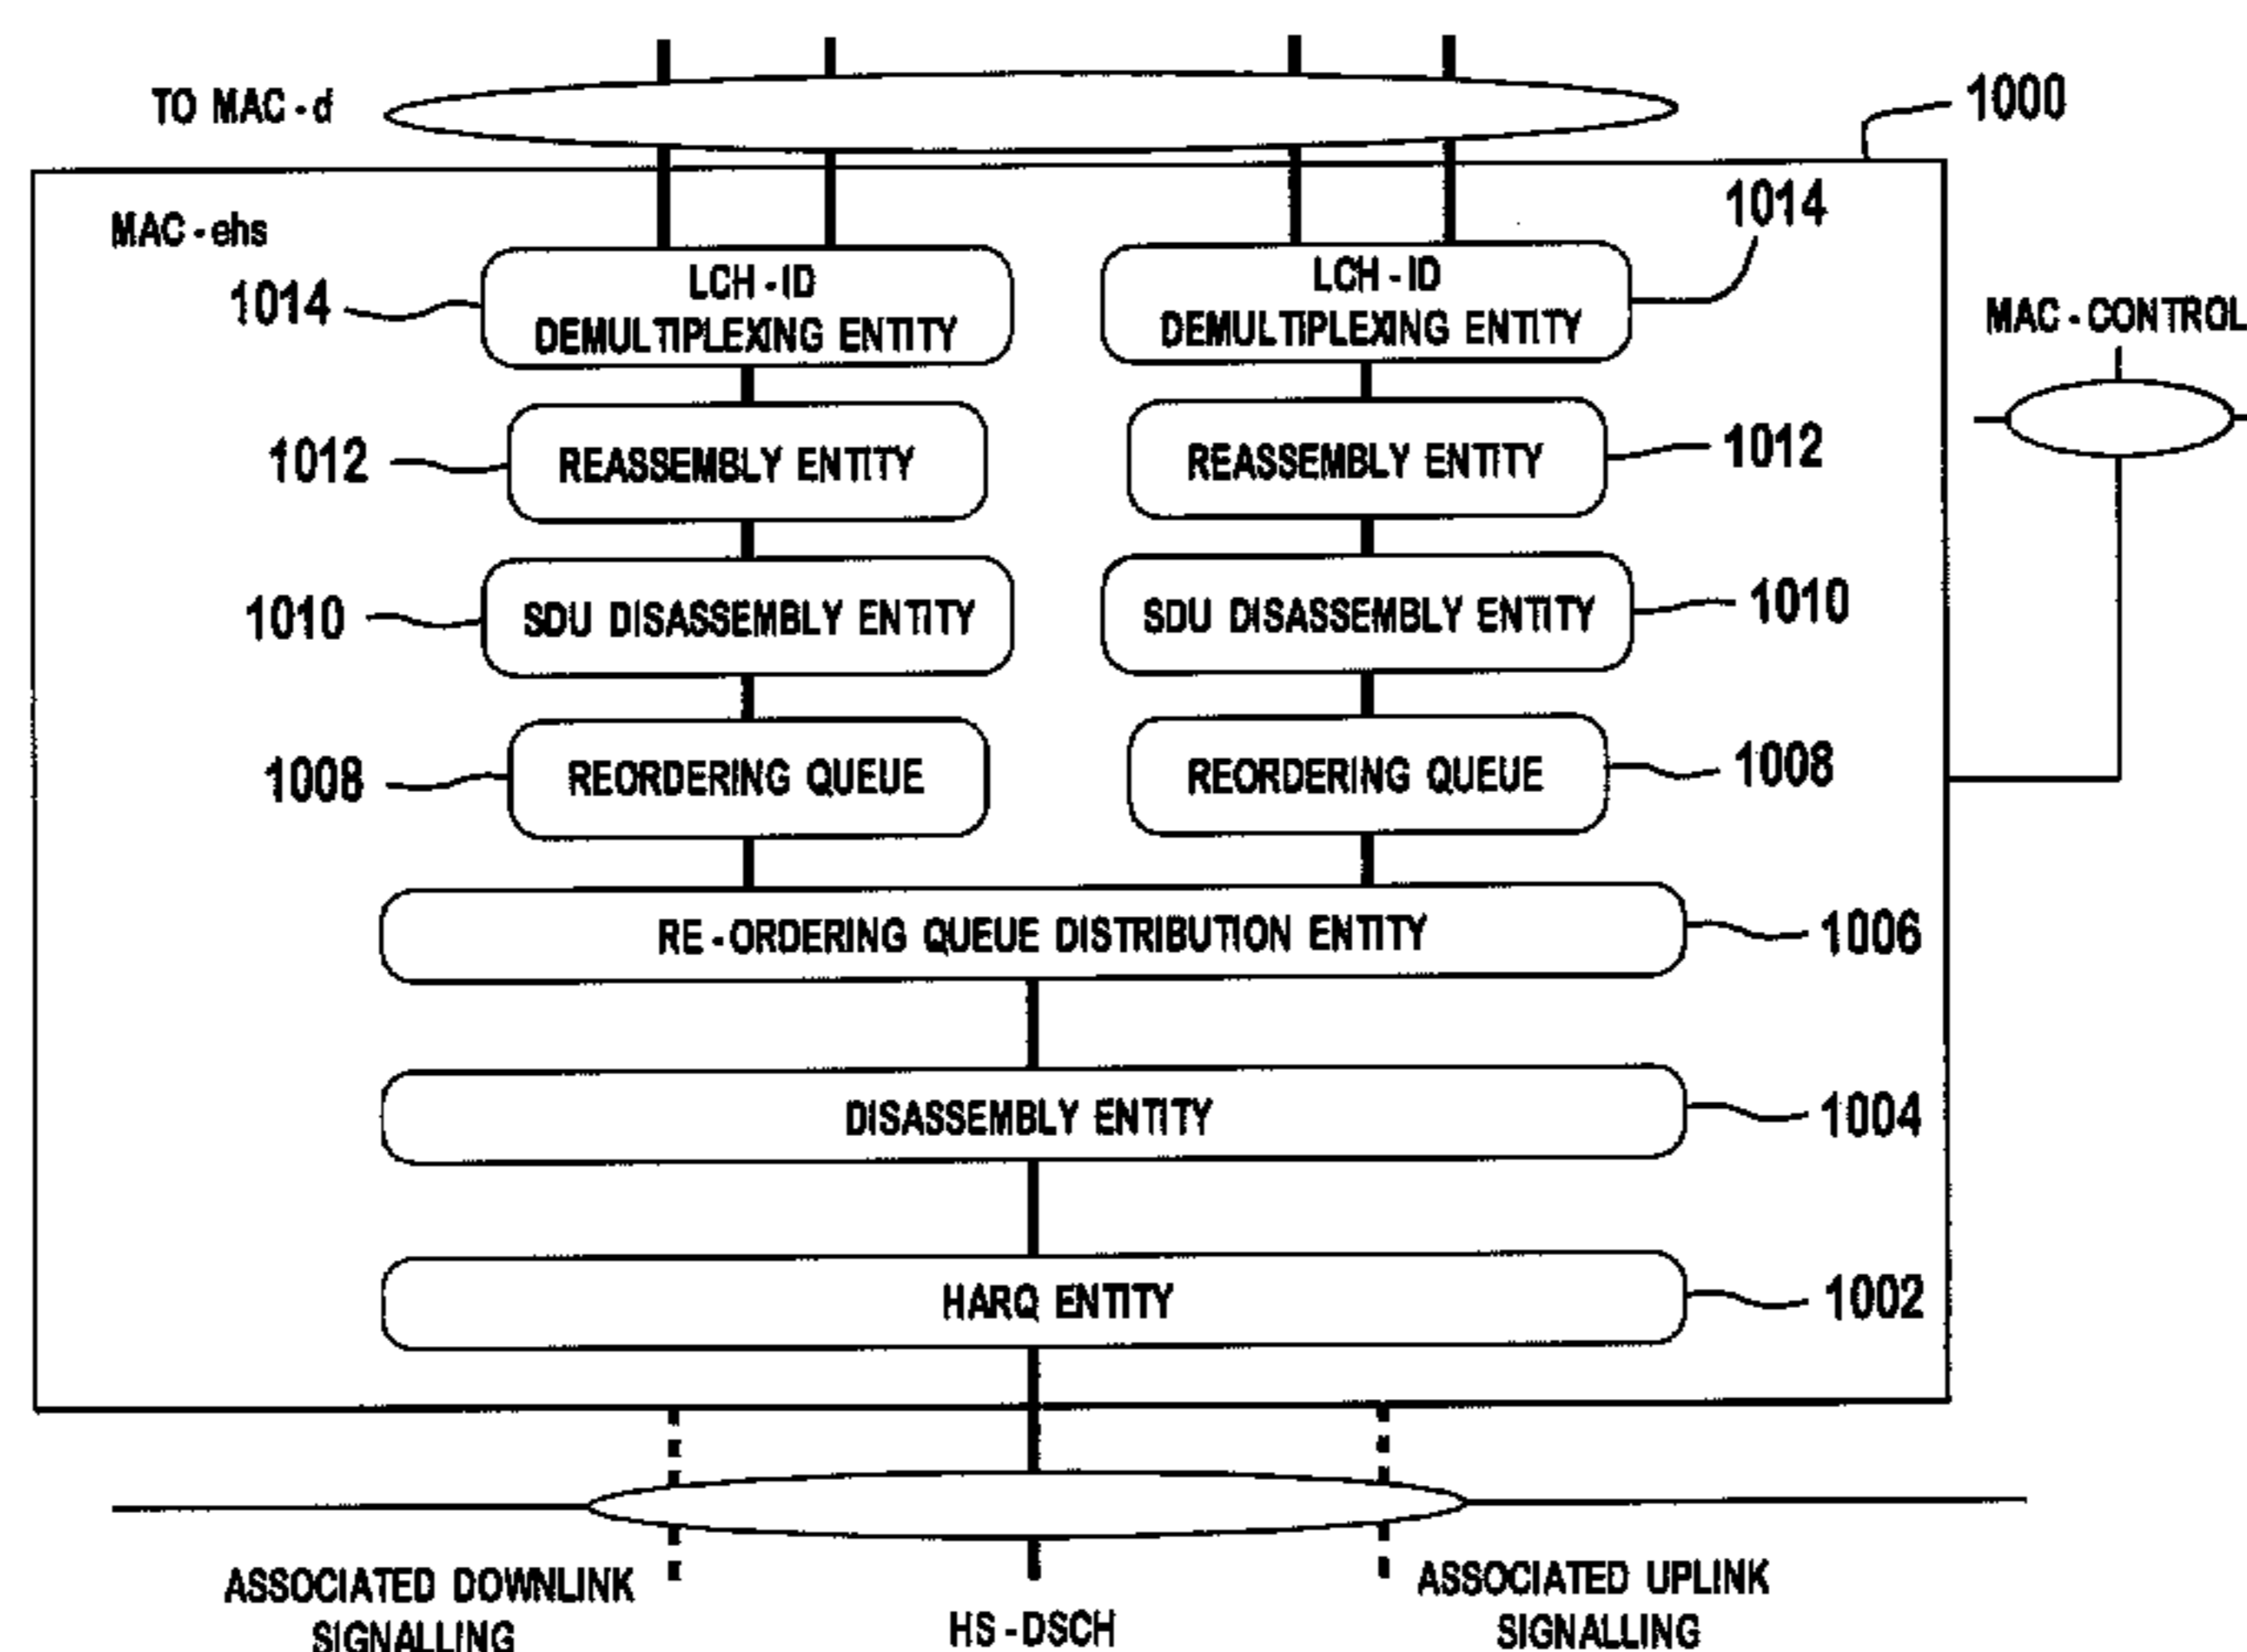 TO MAC-d
1000
MAC-ehs
1014
LCH-ID
DEMULTIPLEXING ENTITY
LCH-ID
DEMULTIPLEXING ENTITY
1014
MAC-CONTROL
1012
REASSEMBLY ENTITY
REASSEMBLY ENTITY
1012
1010
SDU DISASSEMBLY ENTITY
SDU DISASSEMBLY ENTITY
1010
1008
REORDERING QUEUE
REORDERING QUEUE
1008
RE-ORDERING QUEUE DISTRIBUTION ENTITY
1006
DISASSEMBLY ENTITY
1004
HARQ ENTITY
1002
ASSOCIATED DOWNLINK
SIGNALLING
HS-DSCH
ASSOCIATED UPLINK
SIGNALLING